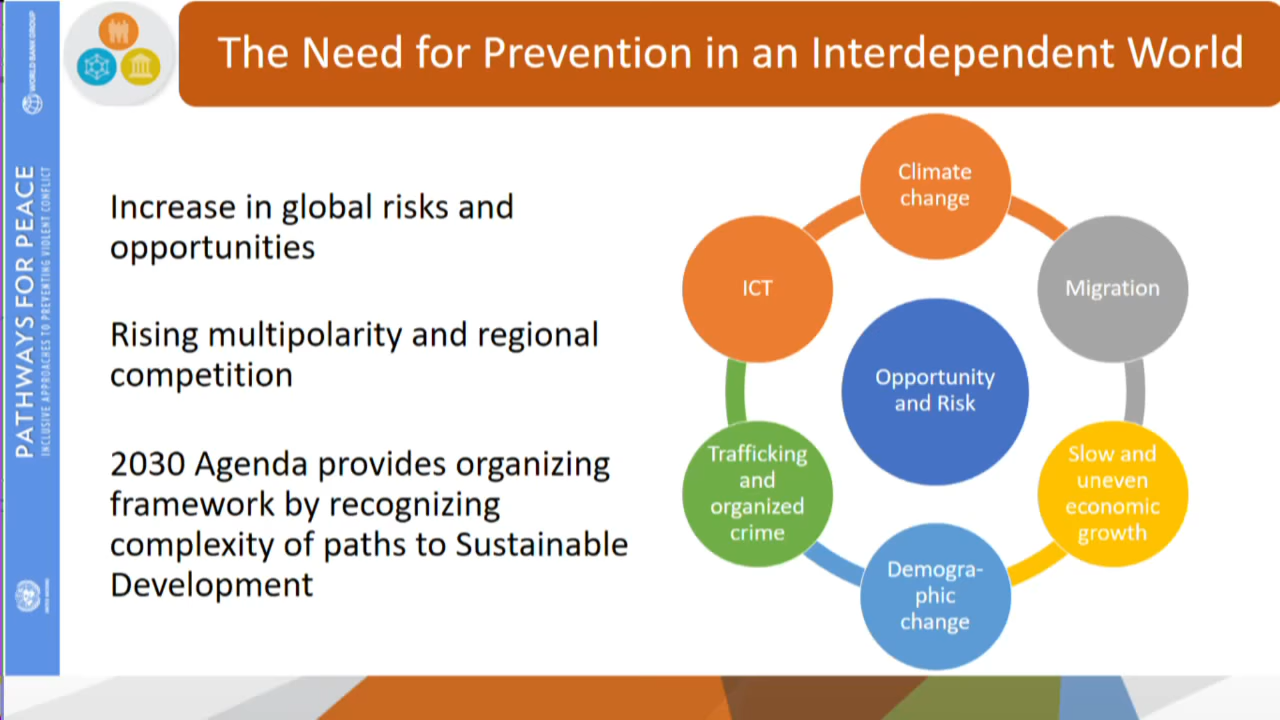 The Need for Prevention in an Interdependent World
WORLD BANK GROUP
PATHWAYS FOR PEACE
INCLUSIVE APPROACHES TO PREVENTING VIOLENT CONFLICT
UNITED NATIONS
Increase in global risks and
opportunities
Rising multipolarity and regional
competition
2030 Agenda provides organizing
framework by recognizing
complexity of paths to Sustainable
Development
Climate
change
Migration
Slow and
uneven
economic
growth
Demogra-
phic
change
Trafficking
and
organized
crime
ICT
Opportunity
and Risk